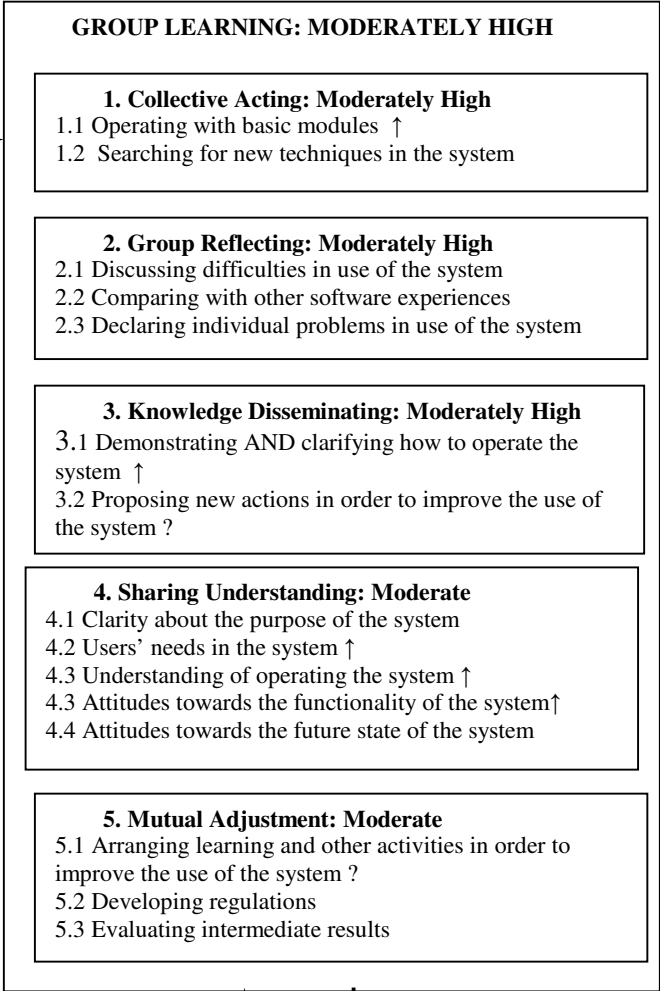 GROUP LEARNING: MODERATELY HIGH
1. Collective Acting: Moderately High
1.1 Operating with basic modules ↑
1.2 Searching for new techniques in the system
2. Group Reflecting: Moderately High
2.1 Discussing difficulties in use of the system
2.2 Comparing with other software experiences
2.3 Declaring individual problems in use of the system
3. Knowledge Disseminating: Moderately High
3.1 Demonstrating AND clarifying how to operate the
system ↑
3.2 Proposing new actions in order to improve the use of
the system ?
4. Sharing Understanding: Moderate
4.1 Clarity about the purpose of the system
4.2 Users’ needs in the system ↑
4.3 Understanding of operating the system ↑
4.3 Attitudes towards the functionality of the system↑
4.4 Attitudes towards the future state of the system
5. Mutual Adjustment: Moderate
5.1 Arranging learning and other activities in order to
improve the use of the system ?
5.2 Developing regulations
5.3 Evaluating intermediate results